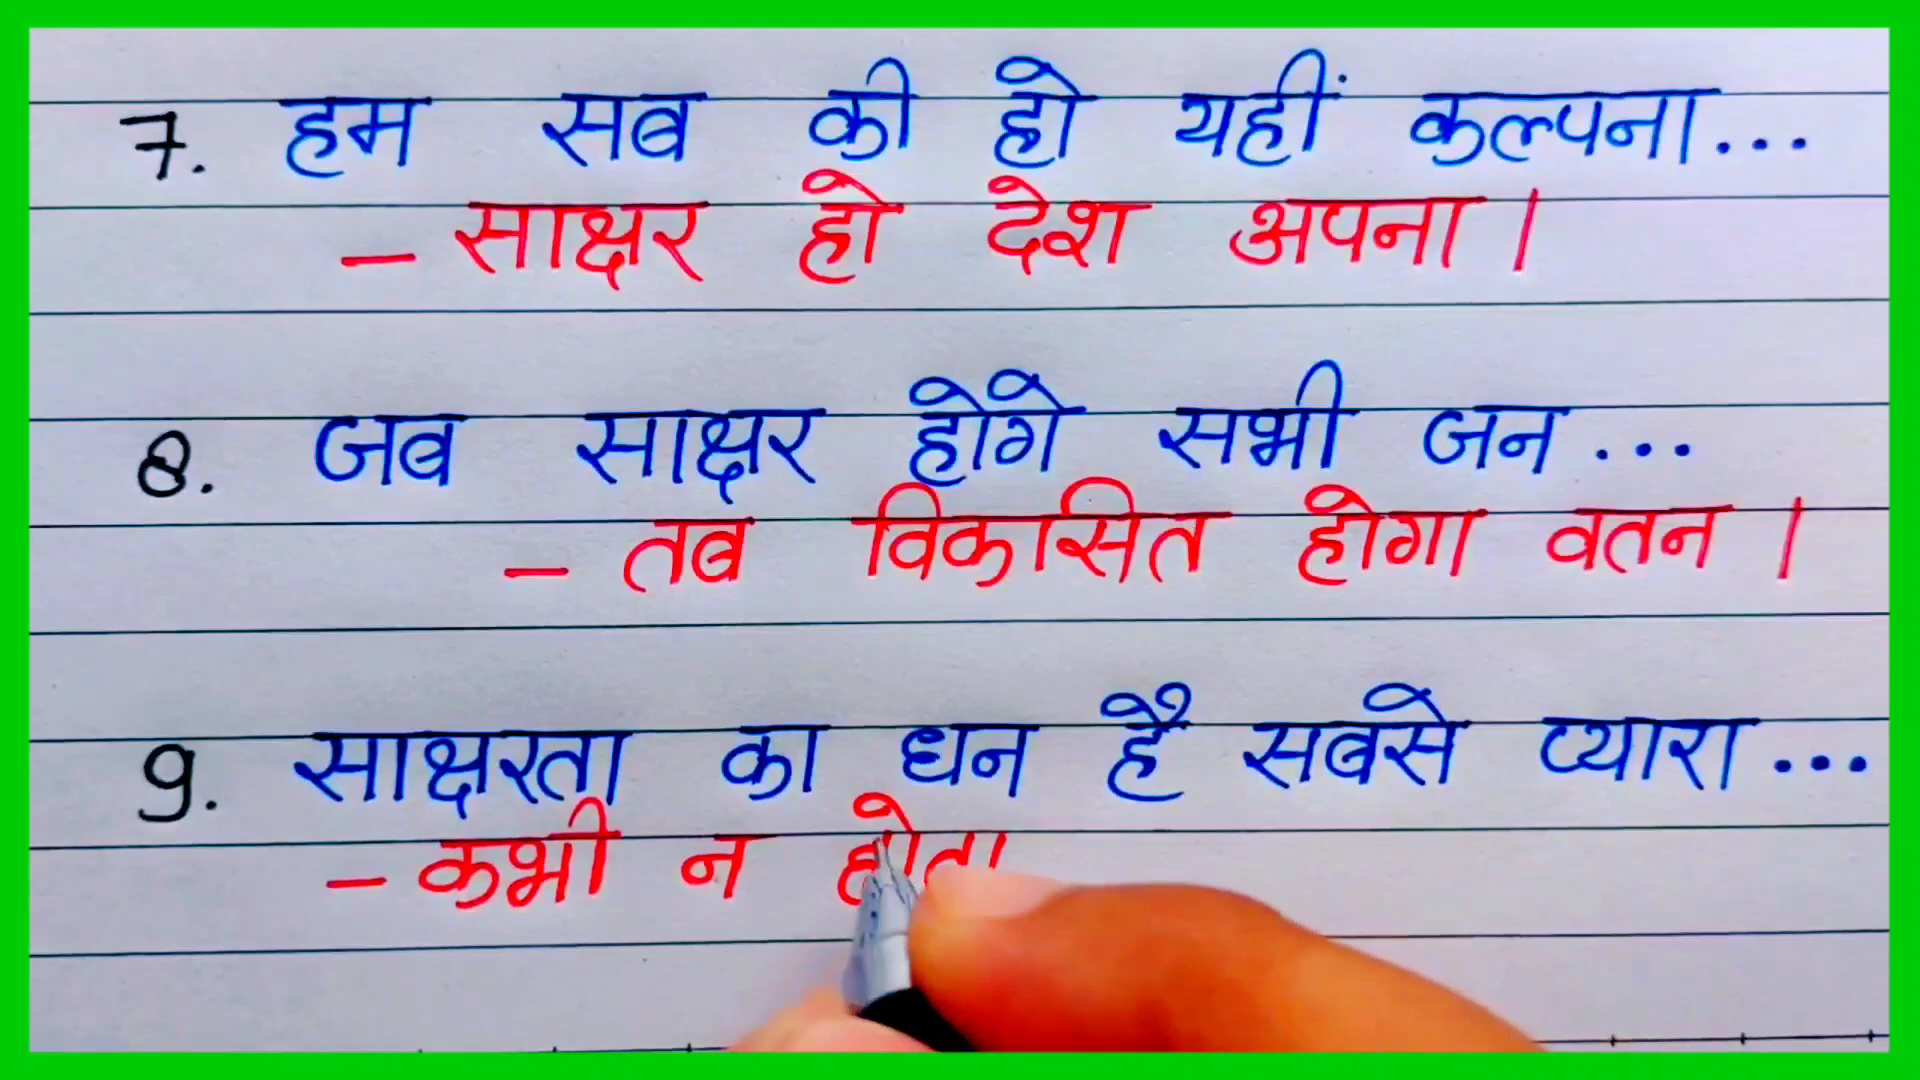 7. हम सब की हो यहीं कल्पना...
- साक्षर हो देश अपना।
8. जब साक्षर होगे सभी जन...
- तब विकासित होगा वतन।
9. साक्षरता का धन है सबसे प्यारा...
- कभी न होता